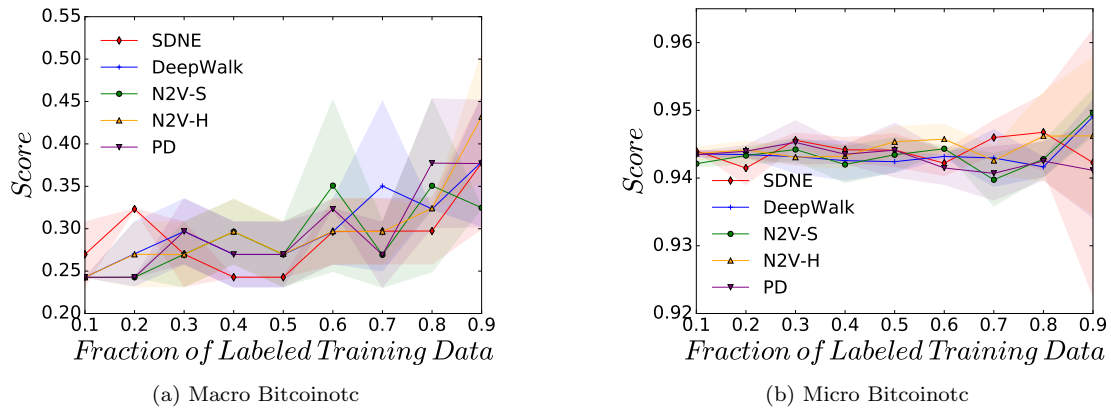 0.55
0.50
0.45
0.40
0.35
0.30
0.25
0.20
Score
SDNE
DeepWalk
N2V-S
N2V-H
PD
0.1 0.2 0.3 0.4 0.5 0.6 0.7 0.8 0.9
Fraction of Labeled Training Data
(a) Macro Bitcoinotc
0.96
0.95
0.94
0.93
0.92
Score
SDNE
DeepWalk
N2V-S
N2V-H
PD
0.1 0.2 0.3 0.4 0.5 0.6 0.7 0.8 0.9
Fraction of Labeled Training Data
(b) Micro Bitcoinotc